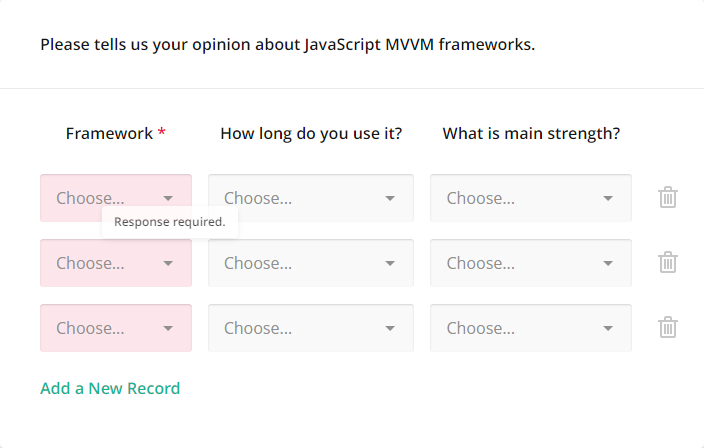 Please tells us your opinion about JavaScript MVVM frameworks.
Framework * How long do you use it? What is main strength?
Choose... Choose... Choose...
Response required.
Choose... Choose... Choose...
Choose... Choose... Choose...
Add a New Record